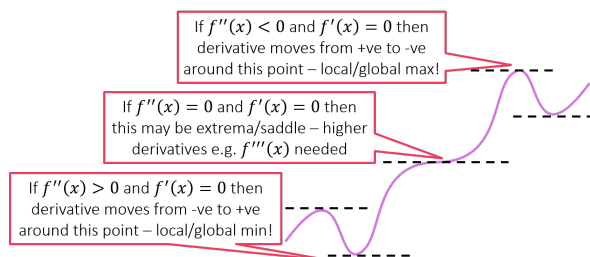 If f''(x) < 0 and f'(x) = 0 then
derivative moves from +ve to -ve
around this point – local/global max!
If f''(x) = 0 and f'(x) = 0 then
this may be extrema/saddle – higher
derivatives e.g. f'''(x) needed
If f''(x) > 0 and f'(x) = 0 then
derivative moves from -ve to +ve
around this point – local/global min!